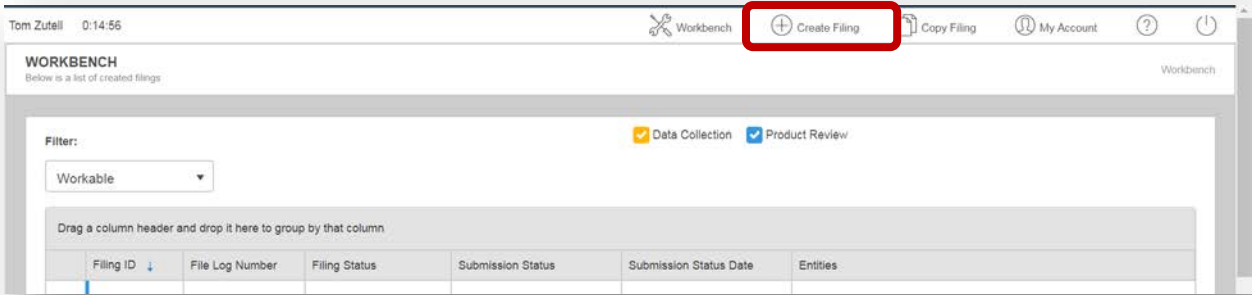 Tom Zutell 0:14:56 Workbench Create Filing Copy Filing My Account ?
WORKBENCH
Below is a list of created filings
Workbench
Filter:
Data Collection Product Review
Workable
Drag a column header and drop it here to group by that column
Filing ID ↓ File Log Number Filing Status Submission Status Submission Status Date Entities